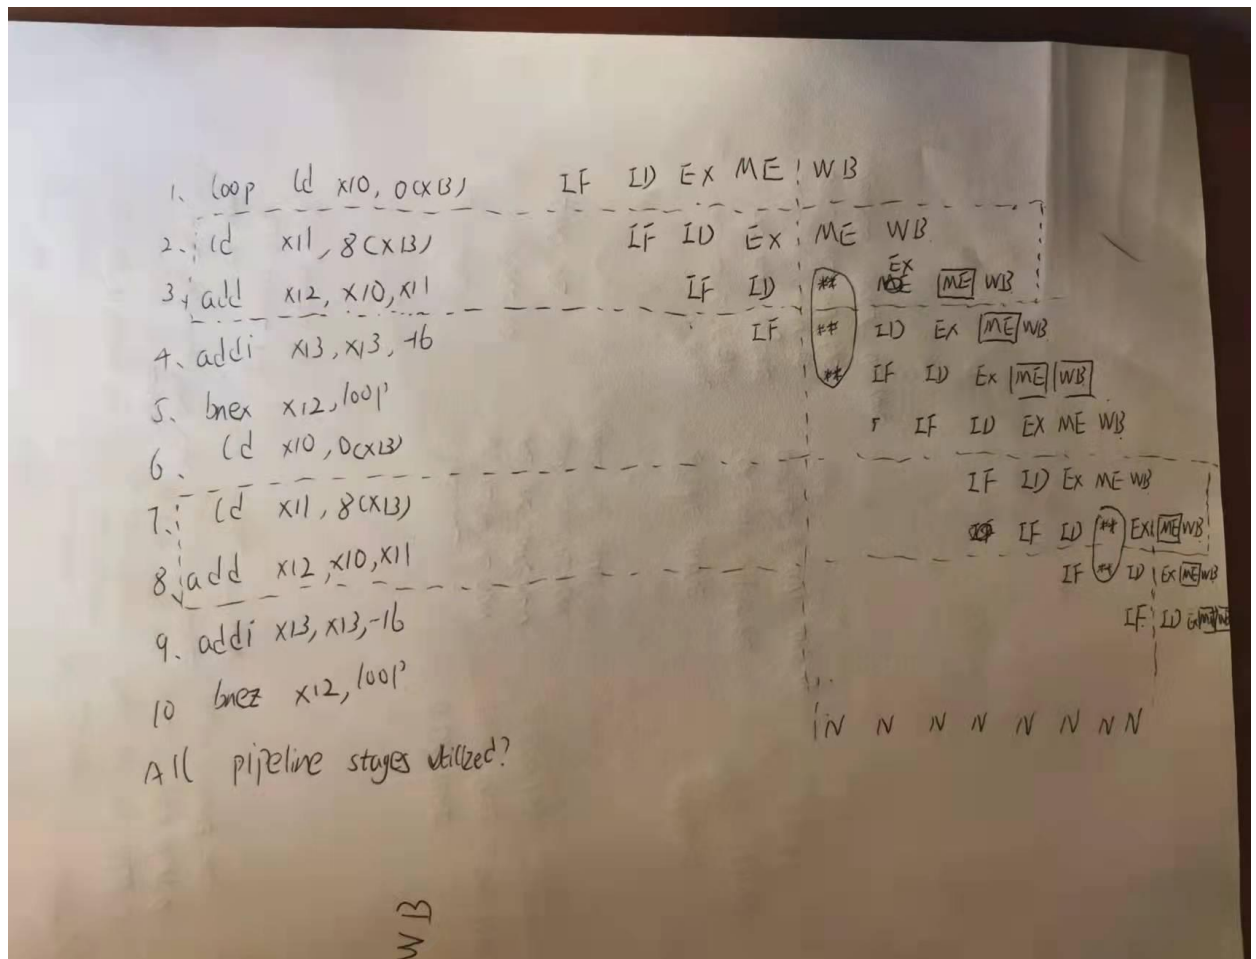 1. loop ld x10, 0(x13) IF ID EX ME WB
2. ld x11, 8(x13) IF ID EX ME WB
EX
3. add x12, x10, x11 IF ID ** ME WB
4. addi x13, x13, -16 IF ** ID EX ME WB
5. bnex x12, loop ** IF ID EX ME WB
6. ld x10, 0(x13) IF ID EX ME WB
7. ld x11, 8(x13) IF ID EX ME WB
8. add x12, x10, x11 IF ID ** EX ME WB
9. addi x13, x13, -16 IF ** ID EX ME WB
10 bnez x12, loop IF ID EX ME WB
N N N N N N N N
All pipeline stages utilized?
WB